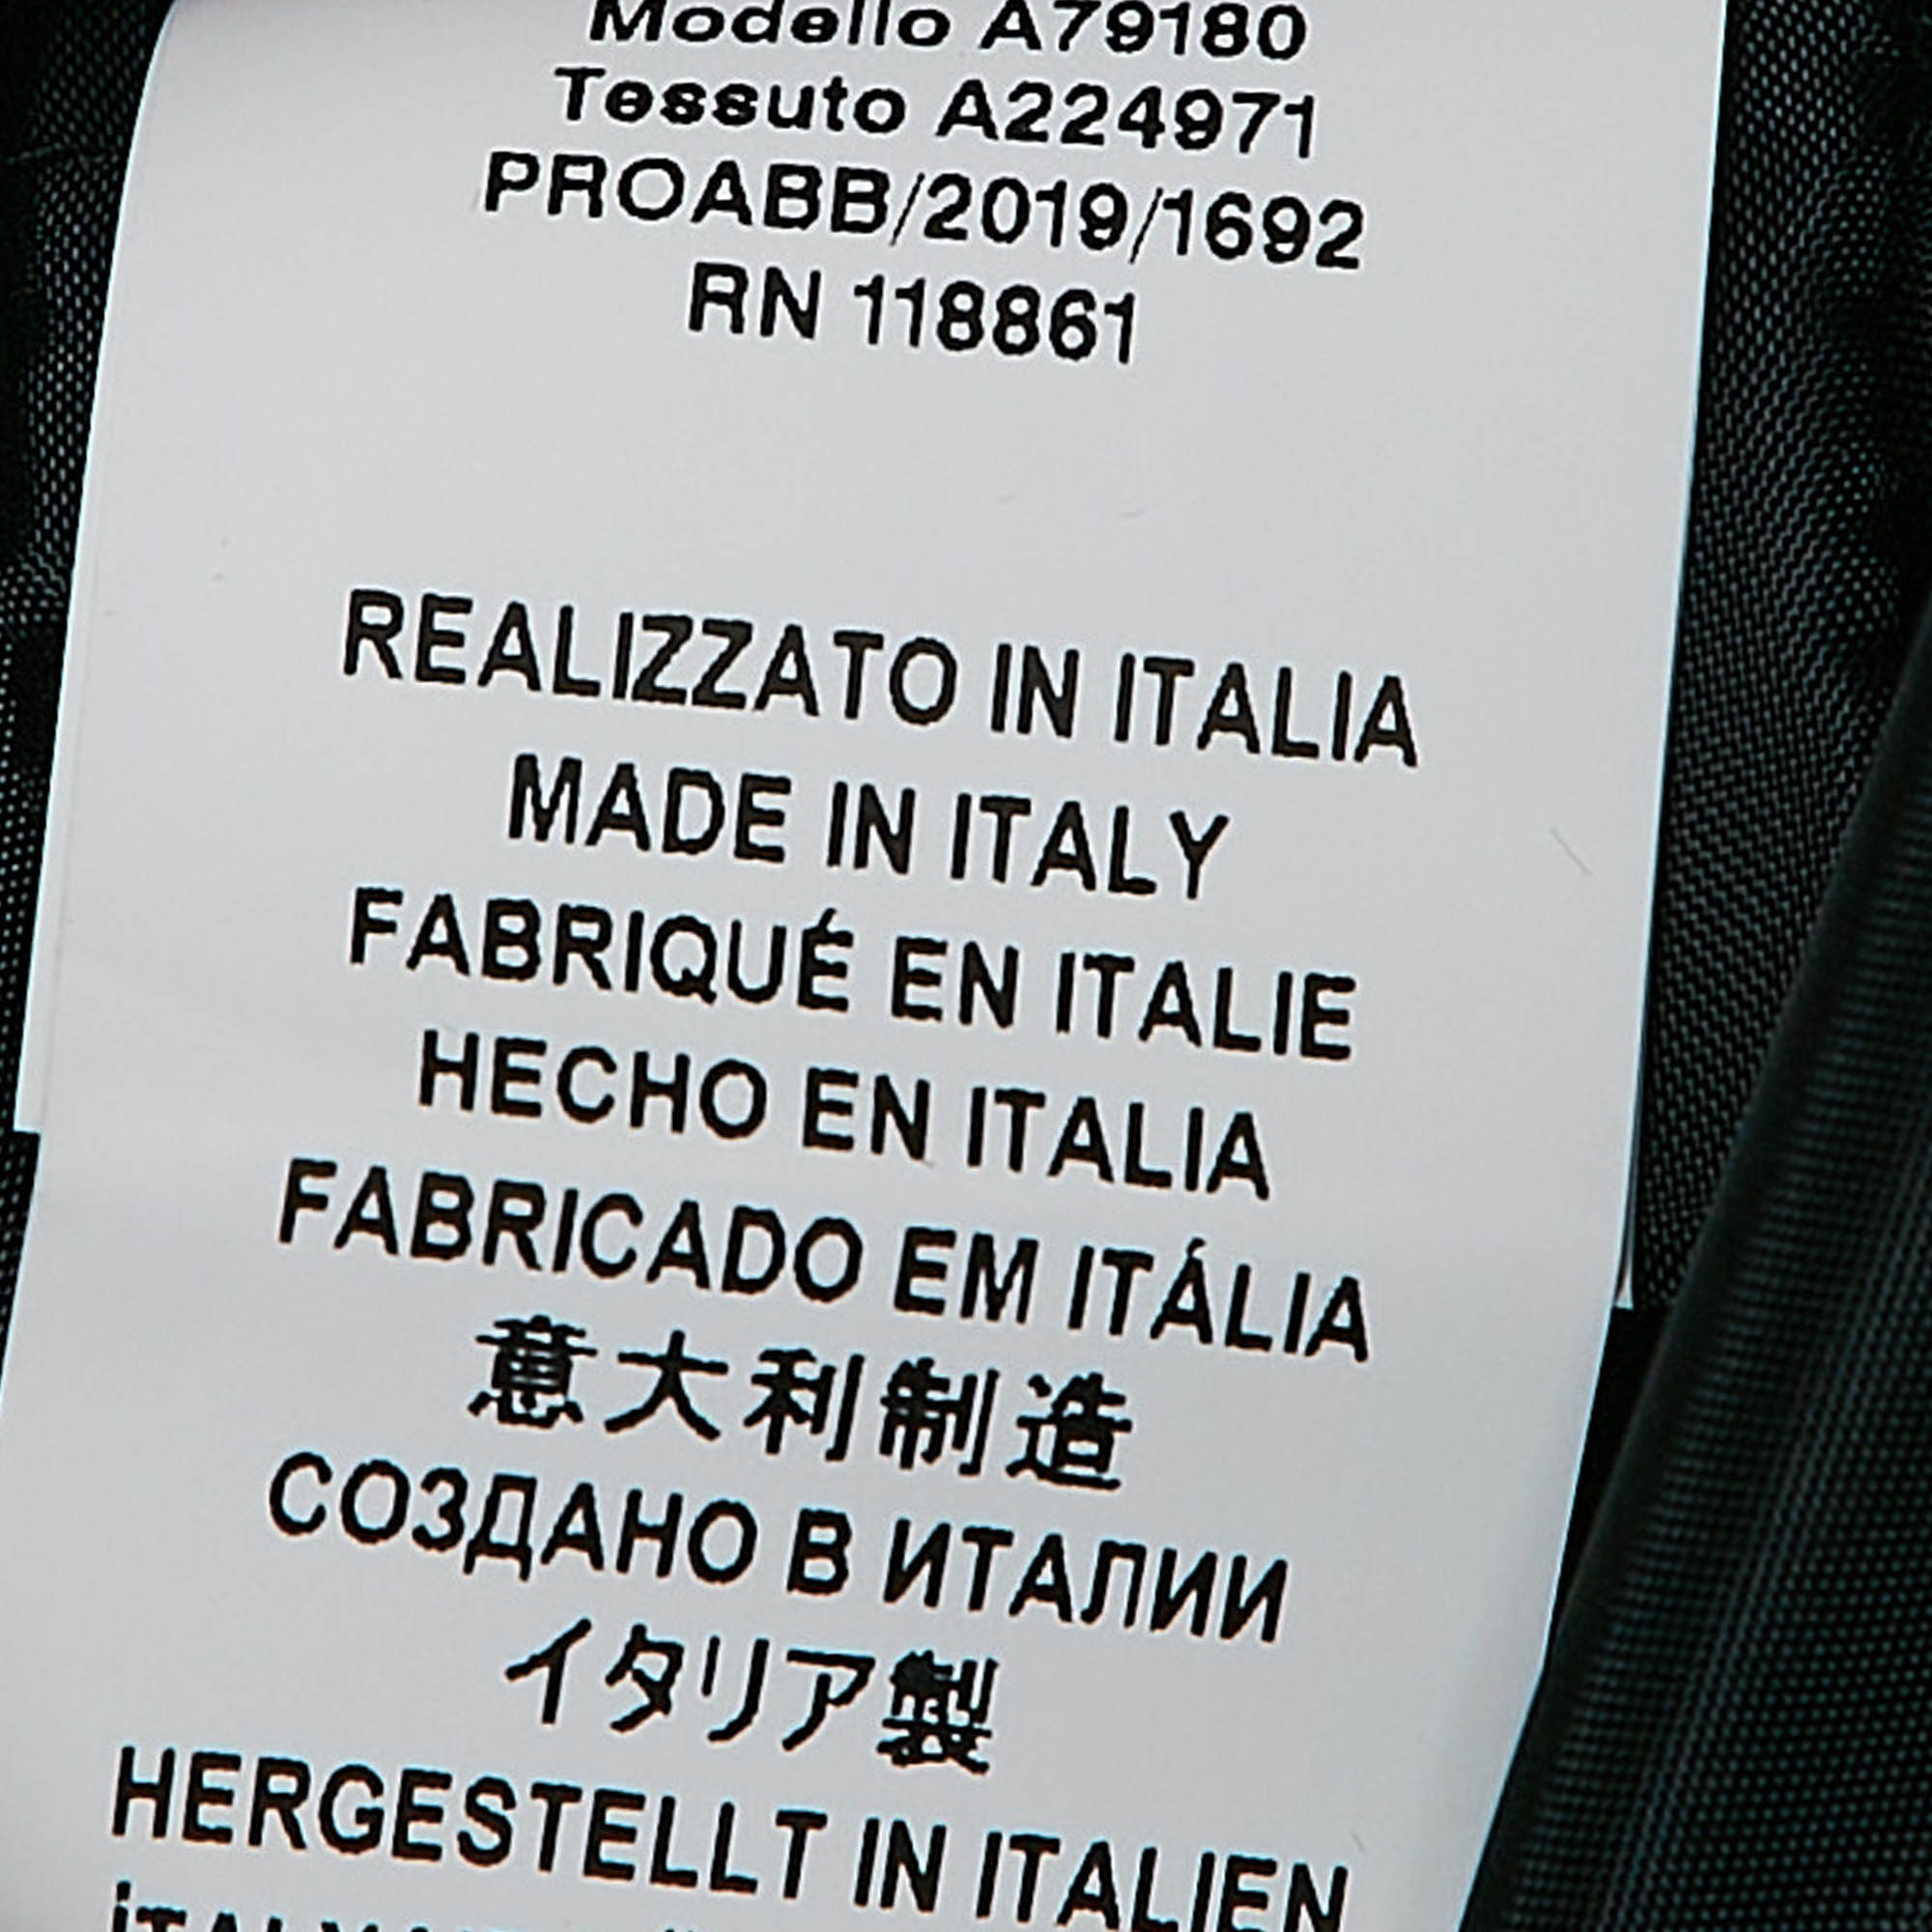 Modello A79180
Tessuto A224971
PROABB/2019/1692
RN 118861
REALIZZATO IN ITALIA
MADE IN ITALY
FABRIQUÉ EN ITALIE
HECHO EN ITALIA
FABRICADO EM ITÁLIA
意大利制造
СОЗДАНО В ИТАЛИИ
イタリア製
HERGESTELLT IN ITALIEN